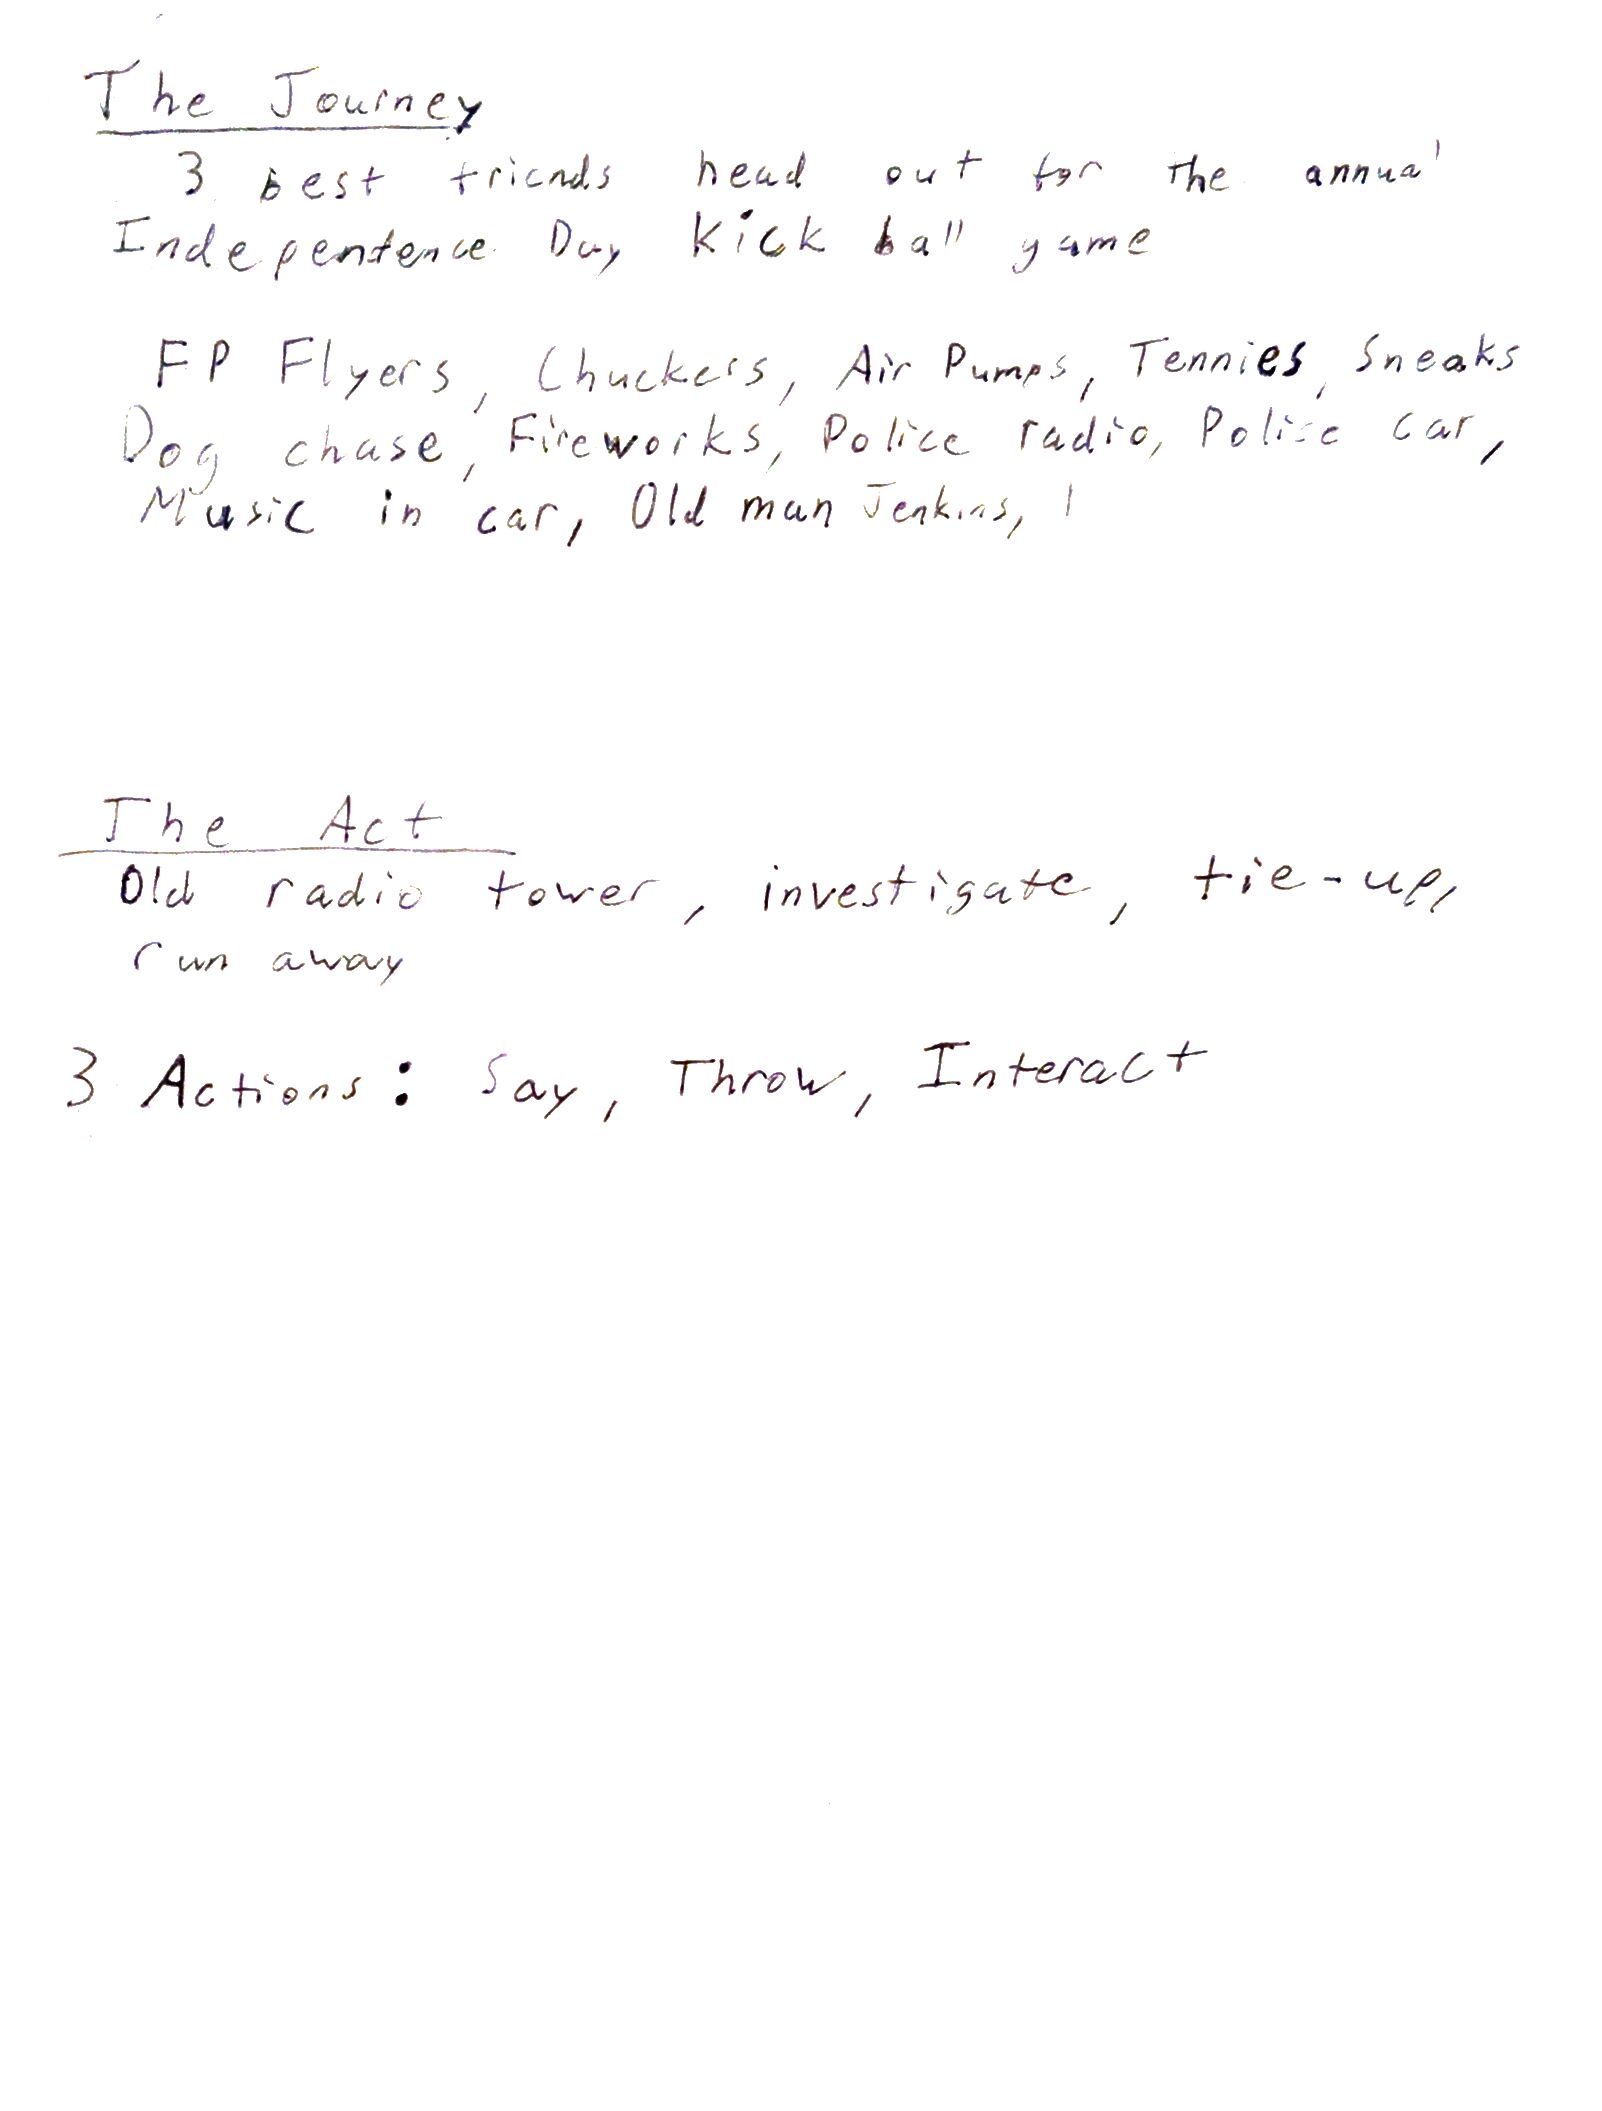 The Journey
3 best friends head out for the annual
Indepentence Day Kick ball game
FP Flyers, Chuckers, Air Pumps, Tennies, Sneaks
Dog chase, Fireworks, Police radio, Police car,
Music in car, Old man Jenkins, l
The Act
Old radio tower, investigate, tie-up,
run away
3 Actions: Say, Throw, Interact